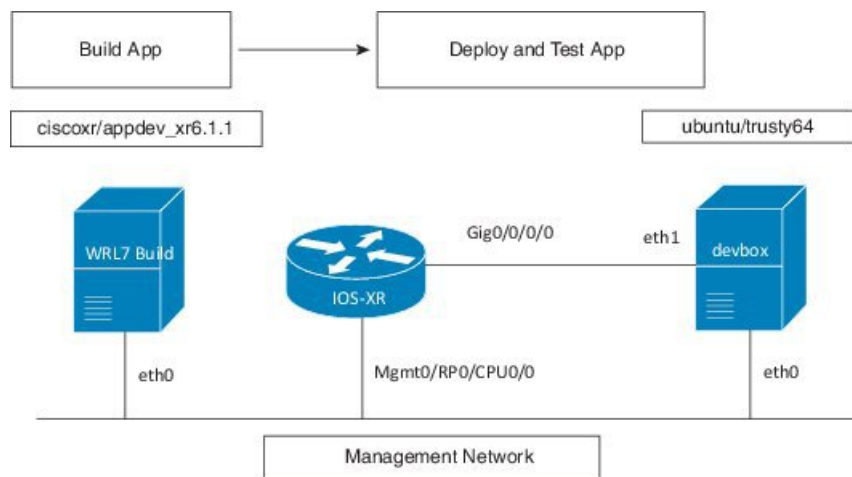 Build App
Deploy and Test App
ciscoxr/appdev_xr6.1.1
ubuntu/trusty64
Gig0/0/0/0
eth1
WRL7 Build
devbox
IOS-XR
eth0
Mgmt0/RP0/CPU0/0
eth0
Management Network